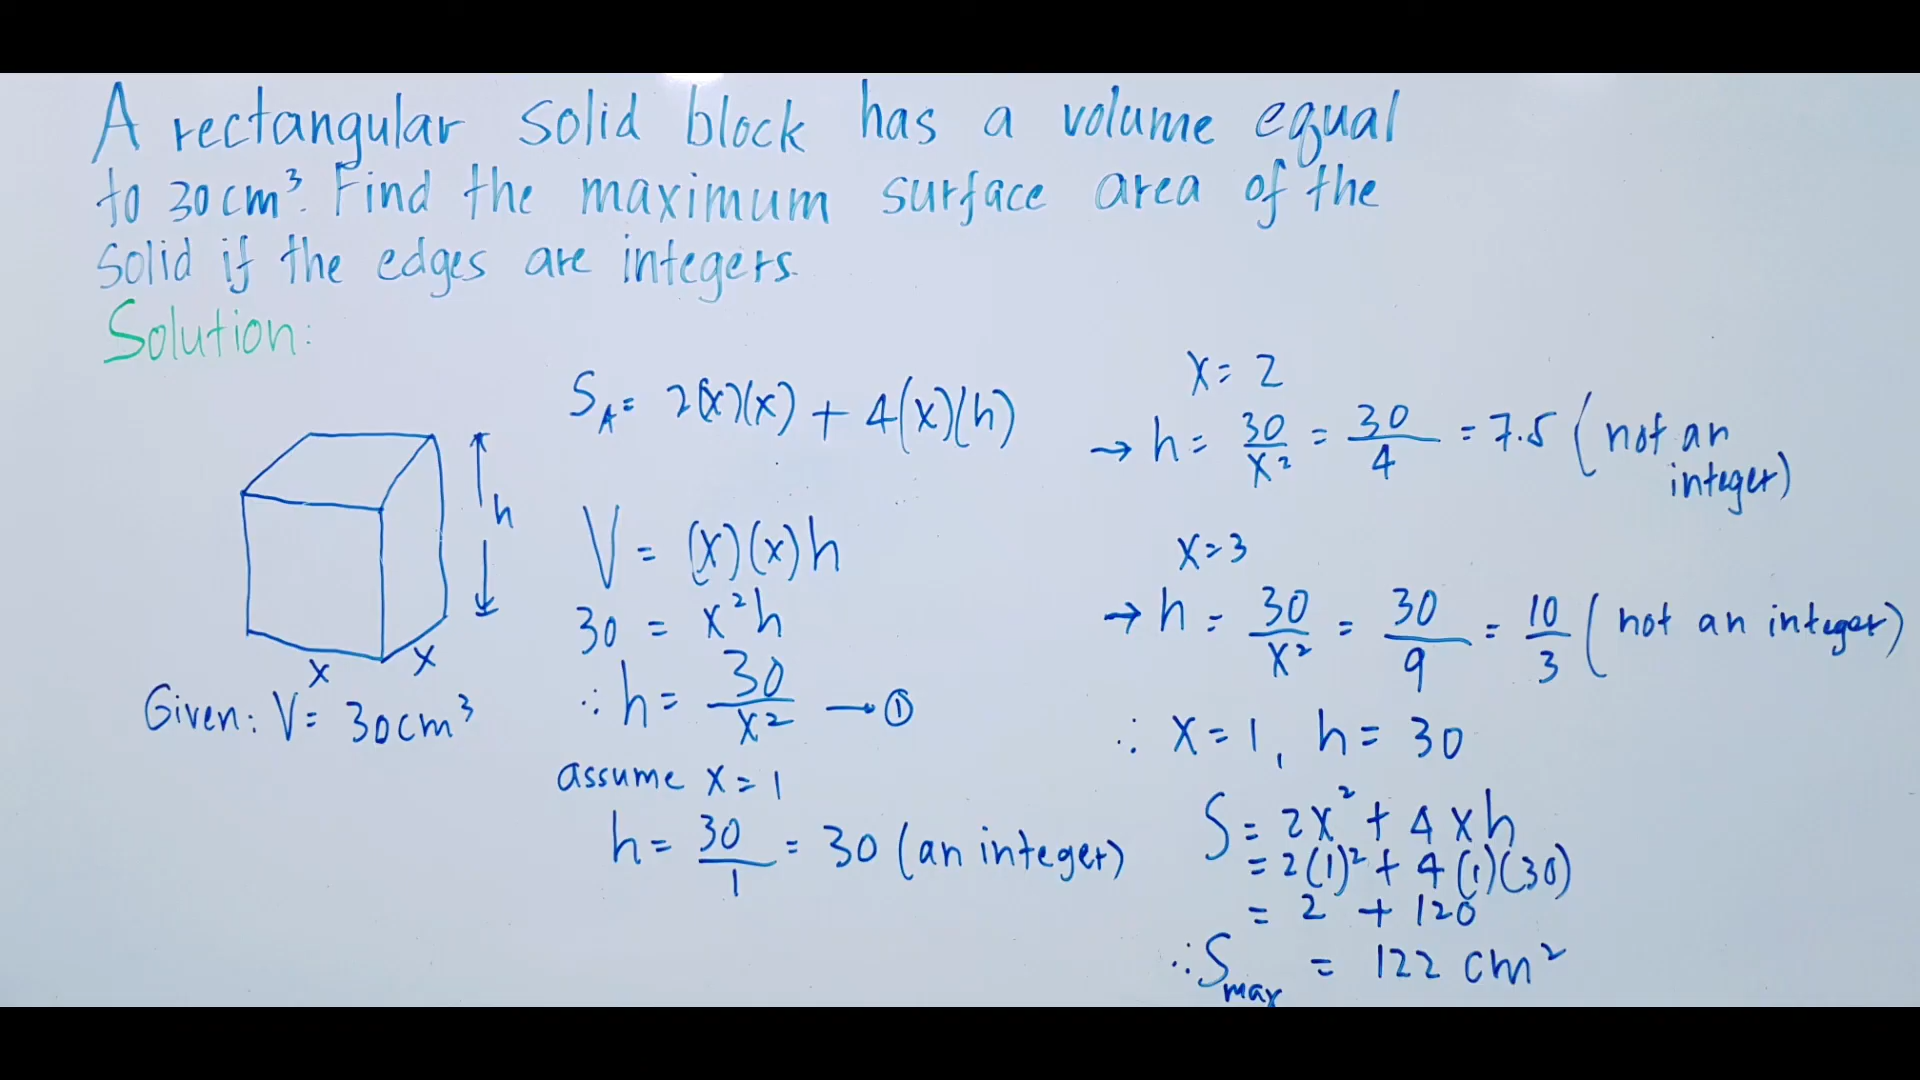 A rectangular solid block has a volume equal
to 30cm³. Find the maximum surface area of the
solid if the edges are integers.
Solution:
h
x
x
Given: V = 30cm³
S_A = 2(x)(x) + 4(x)(h)
V = (x)(x)h
30 = x²h
∴ h = 30/x² → ①
assume x = 1
h = 30/1 = 30 (an integer)
x = 2
→ h = 30/x² = 30/4 = 7.5 (not an
integer)
x = 3
→ h = 30/x² = 30/9 = 10/3 (not an integer)
∴ x = 1, h = 30
S = 2x² + 4xh
= 2(1)² + 4(1)(30)
= 2 + 120
∴ S_max = 122 cm²